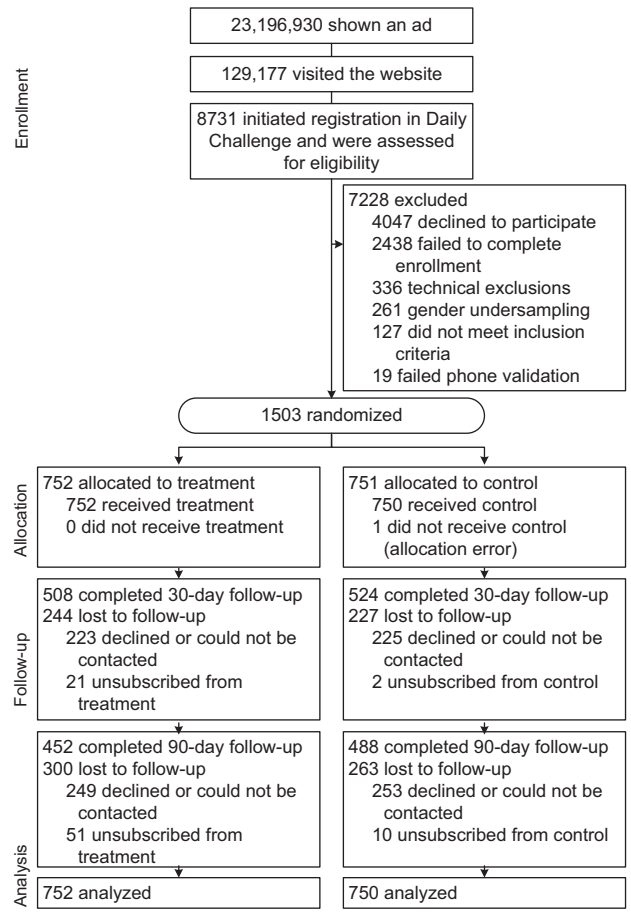 23,196,930 shown an ad
129,177 visited the website
8731 initiated registration in Daily
Challenge and were assessed
for eligibility
Enrollment
7228 excluded
4047 declined to participate
2438 failed to complete
enrollment
336 technical exclusions
261 gender undersampling
127 did not meet inclusion
criteria
19 failed phone validation
1503 randomized
Allocation
752 allocated to treatment
752 received treatment
0 did not receive treatment
751 allocated to control
750 received control
1 did not receive control
(allocation error)
Follow-up
508 completed 30-day follow-up
244 lost to follow-up
223 declined or could not be
contacted
21 unsubscribed from
treatment
524 completed 30-day follow-up
227 lost to follow-up
225 declined or could not be
contacted
2 unsubscribed from control
452 completed 90-day follow-up
300 lost to follow-up
249 declined or could not be
contacted
51 unsubscribed from
treatment
488 completed 90-day follow-up
263 lost to follow-up
253 declined or could not be
contacted
10 unsubscribed from control
Analysis
752 analyzed
750 analyzed